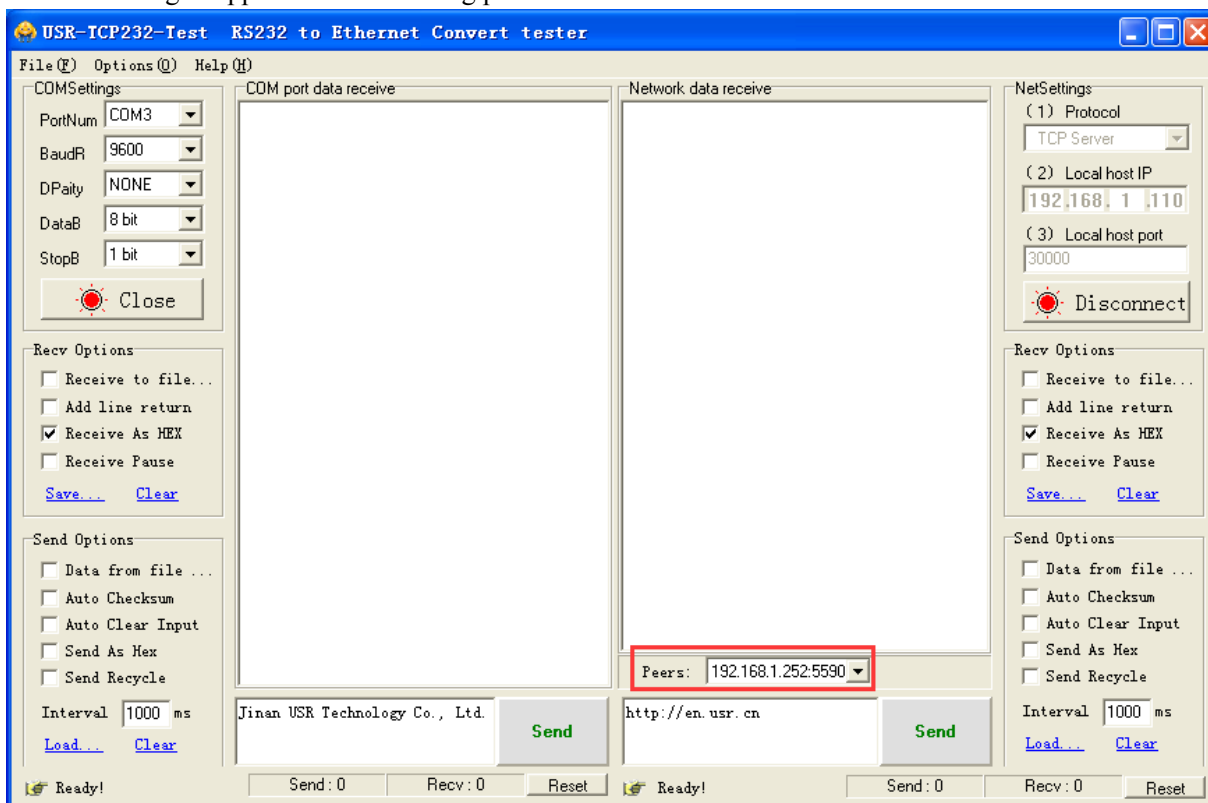 USR-TCP232-Test RS232 to Ethernet Convert tester
File(F) Options(O) Help(H)
COMSettings
PortNum COM3
BaudR 9600
DPaity NONE
DataB 8 bit
StopB 1 bit
Close
Recv Options
Receive to file...
Add line return
Receive As HEX
Receive Pause
Save... Clear
Send Options
Data from file ...
Auto Checksum
Auto Clear Input
Send As Hex
Send Recycle
Interval 1000 ms
Load... Clear
COM port data receive
Jinan USR Technology Co., Ltd.
Send
Network data receive
Peers: 192.168.1.252:5590
http://en.usr.cn
Send
NetSettings
(1) Protocol
TCP Server
(2) Local host IP
192.168. 1 .110
(3) Local host port
30000
Disconnect
Recv Options
Receive to file...
Add line return
Receive As HEX
Receive Pause
Save... Clear
Send Options
Data from file ...
Auto Checksum
Auto Clear Input
Send As Hex
Send Recycle
Interval 1000 ms
Load... Clear
Ready! Send : 0 Recv : 0 Reset
Ready! Send : 0 Recv : 0 Reset